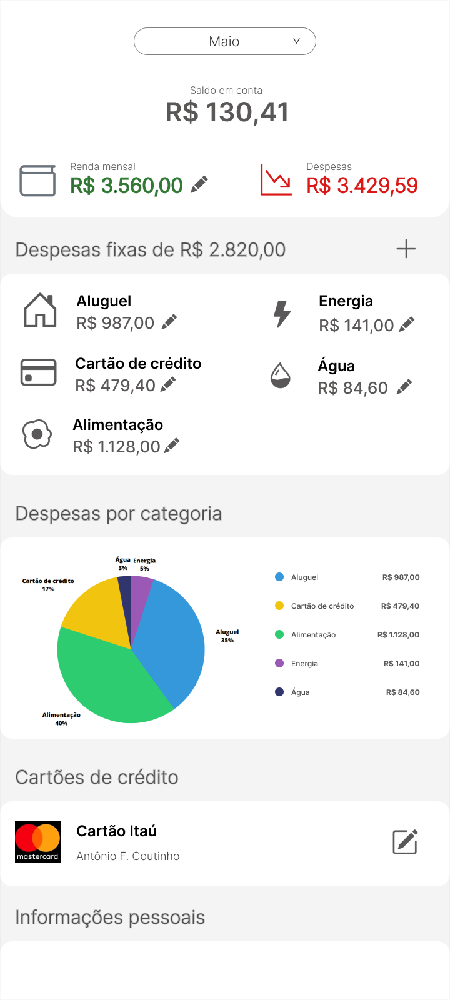 Maio
Saldo em conta
R$ 130,41
Renda mensal
R$ 3.560,00
Despesas
R$ 3.429,59
Despesas fixas de R$ 2.820,00
Aluguel
R$ 987,00
Energia
R$ 141,00
Cartão de crédito
R$ 479,40
Água
R$ 84,60
Alimentação
R$ 1.128,00
Despesas por categoria
Água
3%
Energia
5%
Cartão de crédito
17%
Aluguel
35%
Alimentação
40%
Aluguel R$ 987,00
Cartão de crédito R$ 479,40
Alimentação R$ 1.128,00
Energia R$ 141,00
Água R$ 84,60
Cartões de crédito
mastercard.
Cartão Itaú
Antônio F. Coutinho
Informações pessoais